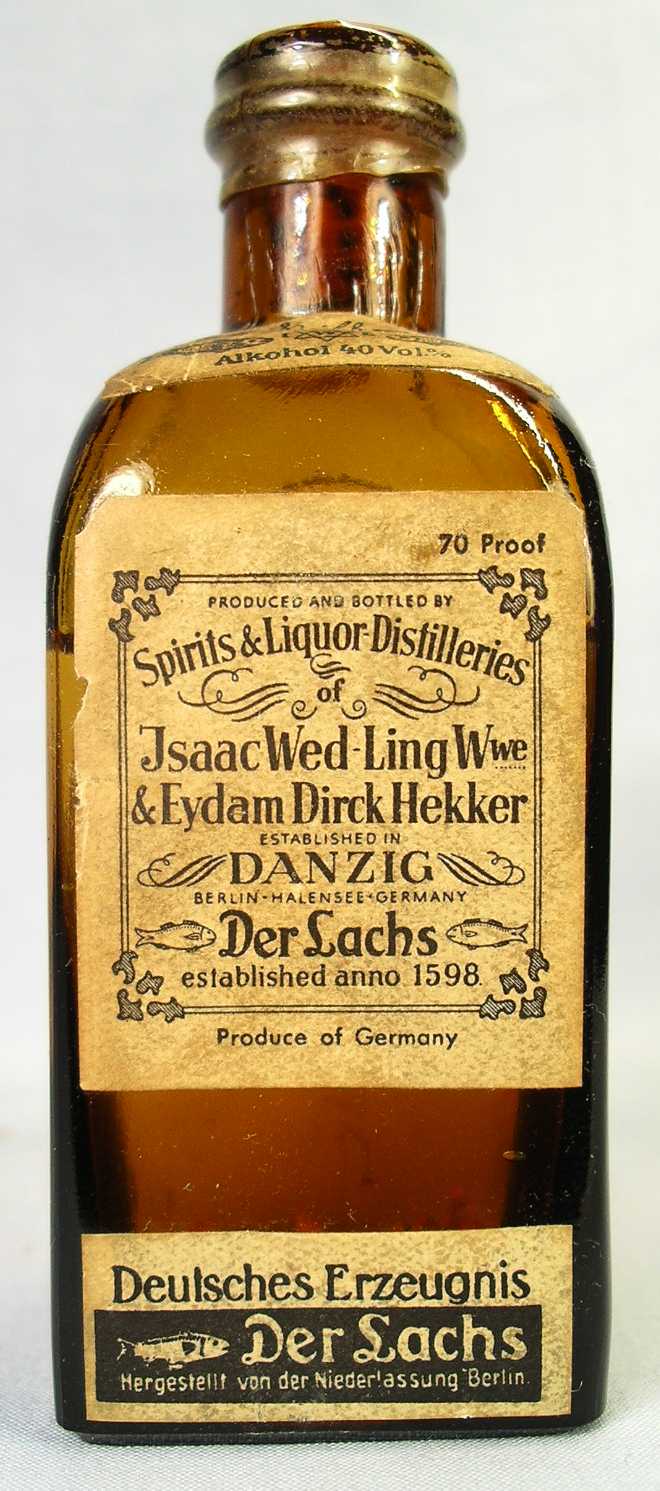 Alkohol 40 Vol%
70 Proof
PRODUCED AND BOTTLED BY
Spirits & Liquor-Distilleries
of
Isaac Wed-Ling Wwe
& Eydam Dirck Hekker
ESTABLISHED IN
DANZIG
BERLIN-HALENSEE-GERMANY
Der Lachs
established anno 1598.
Produce of Germany
Deutsches Erzeugnis
Der Lachs
Hergestellt von der Niederlassung Berlin.